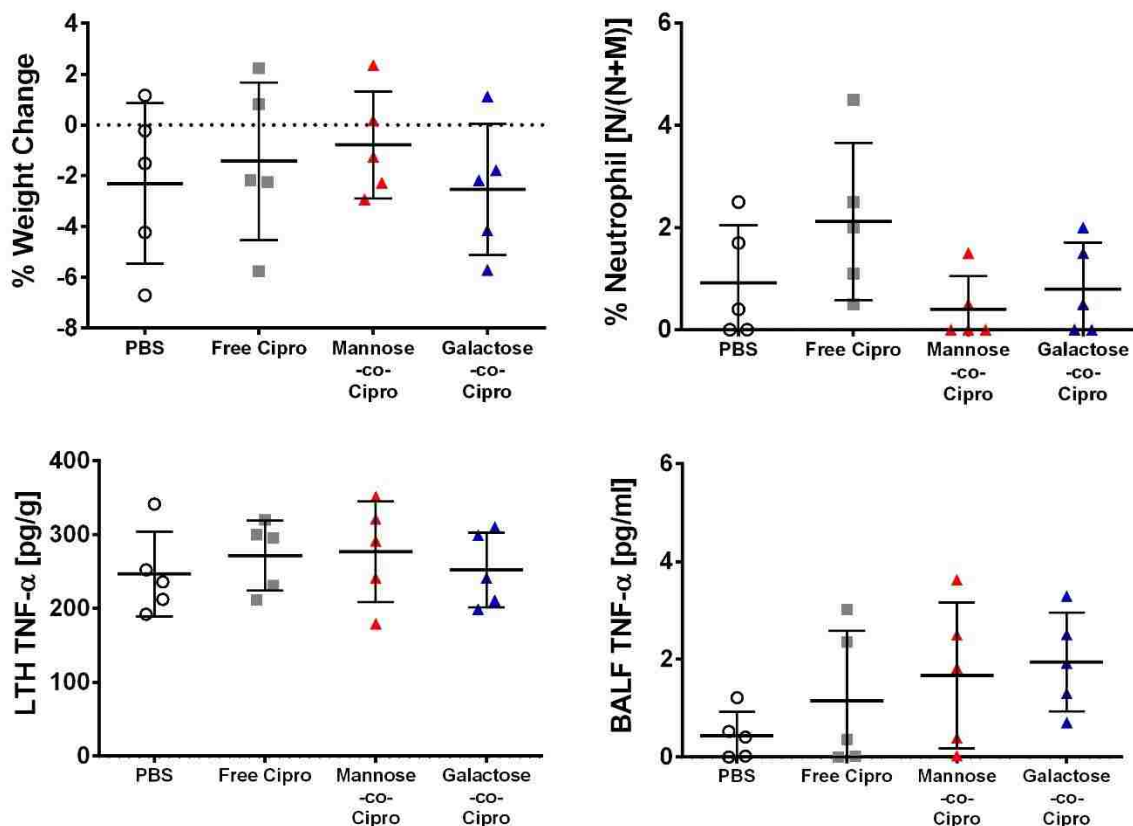 % Weight Change
4
2
0
-2
-4
-6
-8
PBS
Free Cipro
Mannose
-co-
Cipro
Galactose
-co-
Cipro
% Neutrophil [N/(N+M)]
6
4
2
0
PBS
Free Cipro
Mannose
-co-
Cipro
Galactose
-co-
Cipro
LTH TNF-α [pg/g]
400
300
200
100
0
PBS
Free Cipro
Mannose
-co-
Cipro
Galactose
-co-
Cipro
BALF TNF-α [pg/ml]
6
4
2
0
PBS
Free Cipro
Mannose
-co-
Cipro
Galactose
-co-
Cipro